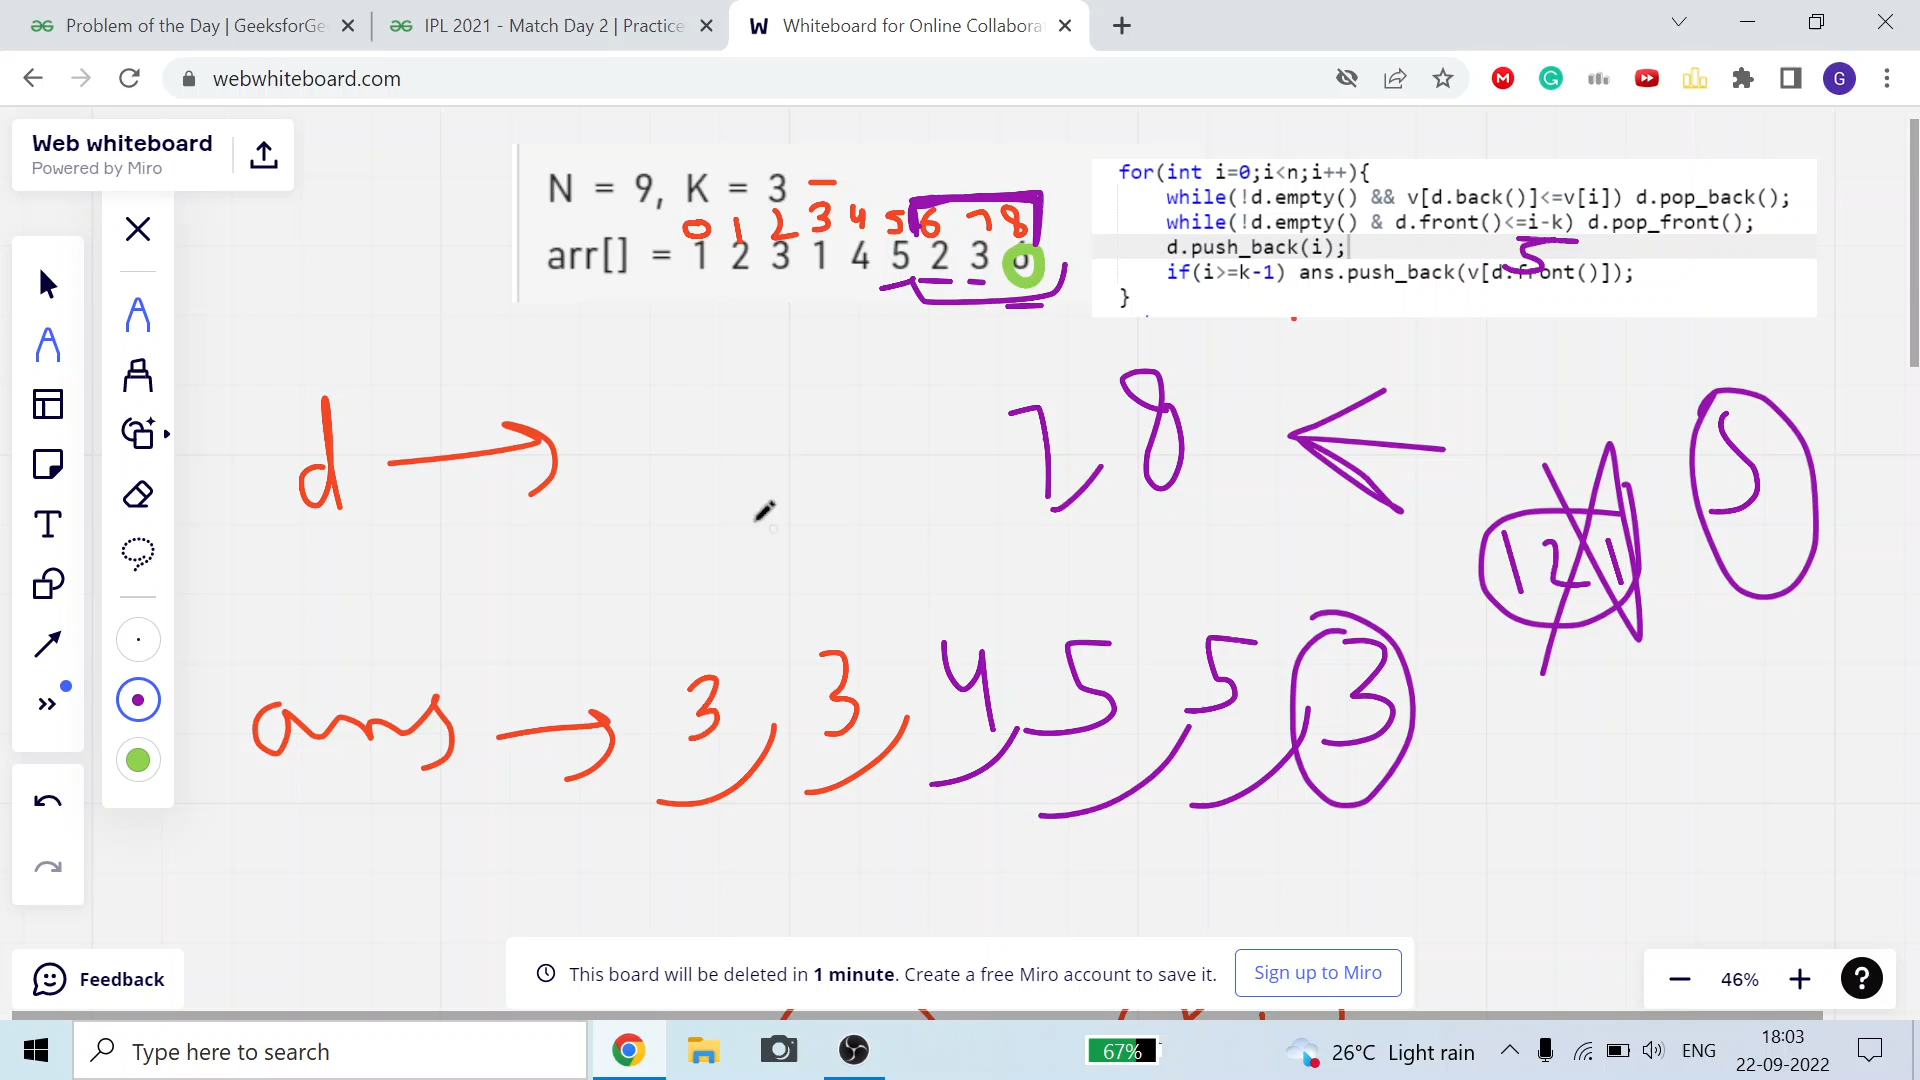 Problem of the Day | GeeksforGe
IPL 2021 - Match Day 2 | Practice
Whiteboard for Online Collabora
webwhiteboard.com
G
Web whiteboard
Powered by Miro
N = 9, K = 3
0 1 2 3 4 5 6 7 8
arr[] = 1 2 3 1 4 5 2 3
for(int i=0;i<n;i++){
while(!d.empty() && v[d.back()]<=v[i]) d.pop_back();
while(!d.empty() & d.front()<=i-k) d.pop_front();
d.push_back(i);
5
if(i>=k-1) ans.push_back(v[d.front()]);
}
d → 7, 8
5
1 2 1
ans → 3, 3, 4, 5, 5, 3
This board will be deleted in 1 minute. Create a free Miro account to save it.
Sign up to Miro
Feedback
46%
?
Type here to search
67%
26°C Light rain
ENG
18:03
22-09-2022